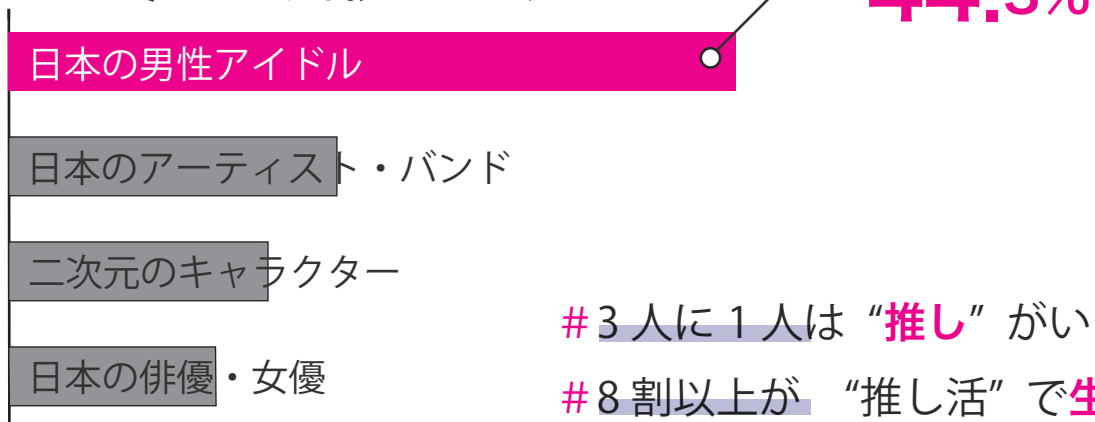 44.5%
日本の男性アイドル
日本のアーティスト・バンド
二次元のキャラクター
日本の俳優・女優
#3人に1人は“推し”がい
#8割以上が “推し活”で生